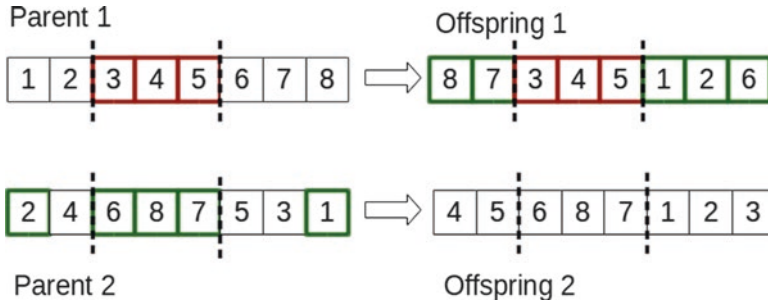 Parent 1
Offspring 1
1 2 3 4 5 6 7 8
8 7 3 4 5 1 2 6
2 4 6 8 7 5 3 1
4 5 6 8 7 1 2 3
Parent 2
Offspring 2